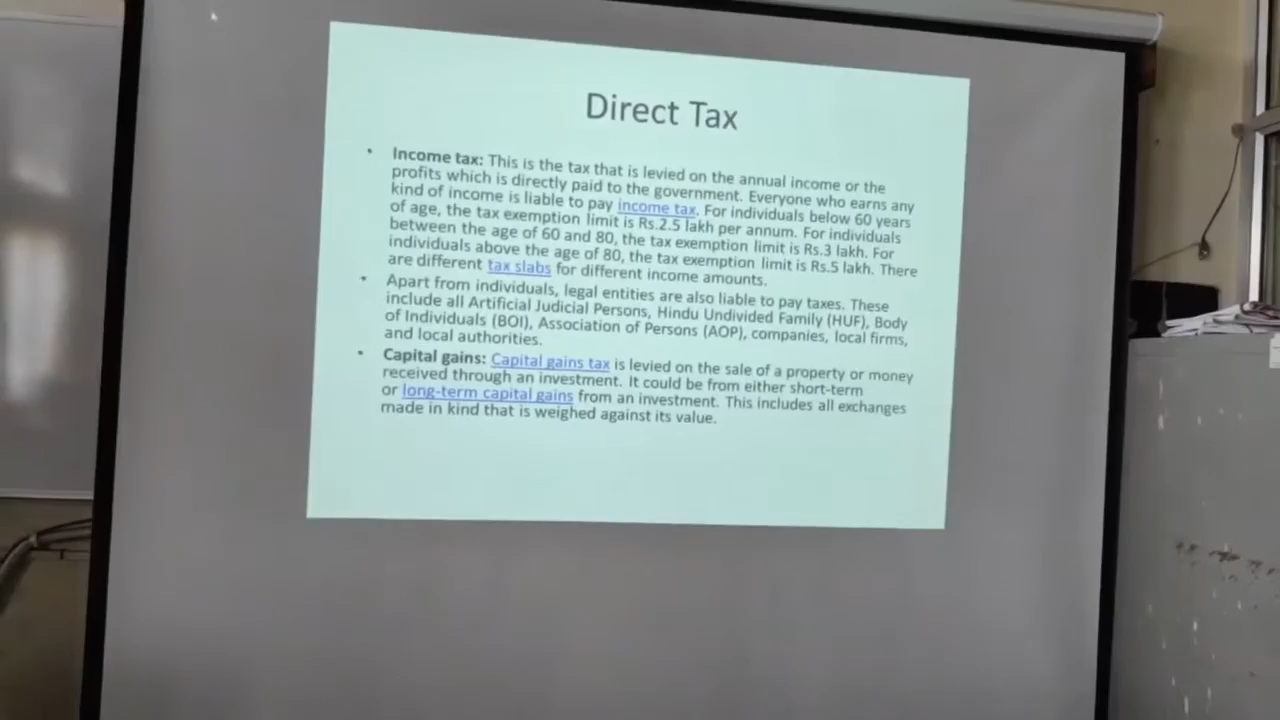 Direct Tax
• Income tax: This is the tax that is levied on the annual income or the
profits which is directly paid to the government. Everyone who earns any
kind of income is liable to pay income tax. For individuals below 60 years
of age, the tax exemption limit is Rs.2.5 lakh per annum. For individuals
between the age of 60 and 80, the tax exemption limit is Rs.3 lakh. For
individuals above the age of 80, the tax exemption limit is Rs.5 lakh. There
are different tax slabs for different income amounts.
• Apart from individuals, legal entities are also liable to pay taxes. These
include all Artificial Judicial Persons, Hindu Undivided Family (HUF), Body
of Individuals (BOI), Association of Persons (AOP), companies, local firms,
and local authorities.
• Capital gains: Capital gains tax is levied on the sale of a property or money
received through an investment. It could be from either short-term
or long-term capital gains from an investment. This includes all exchanges
made in kind that is weighed against its value.